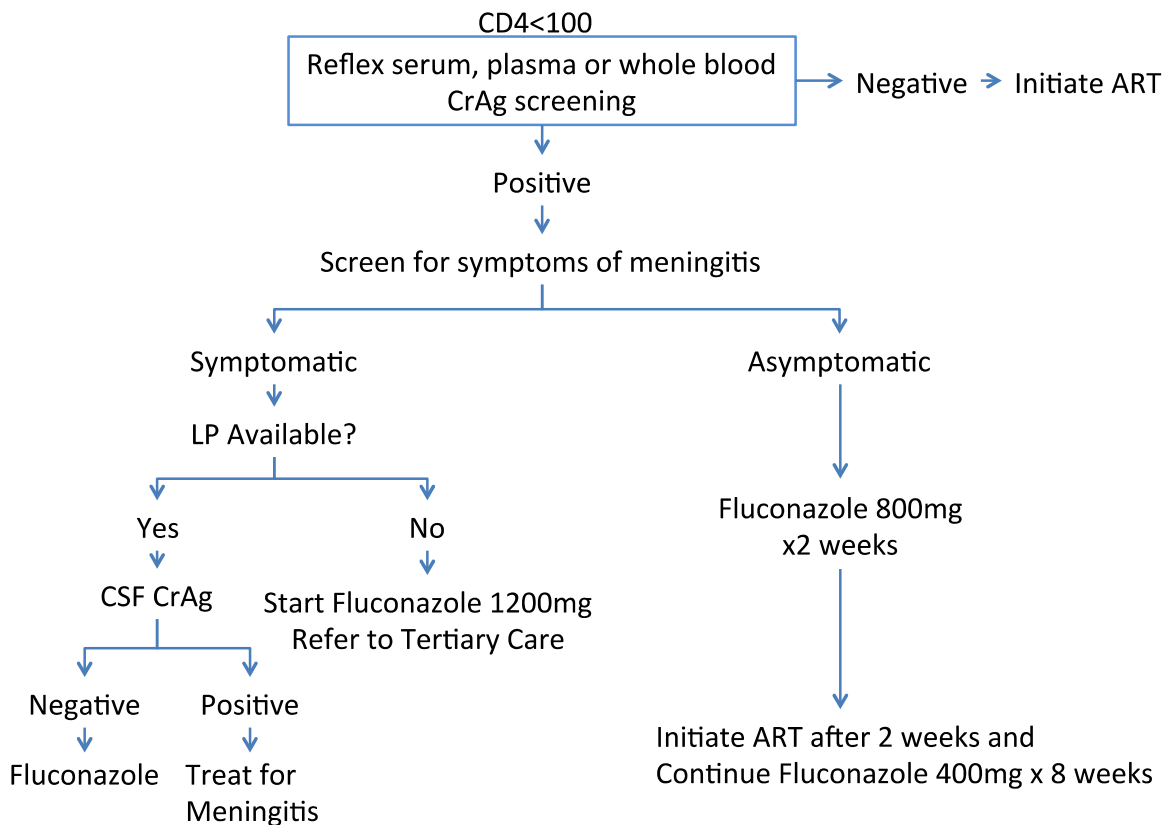 CD4<100
Reflex serum, plasma or whole blood
CrAg screening
Negative
Initiate ART
Positive
Screen for symptoms of meningitis
Symptomatic
Asymptomatic
LP Available?
Yes
No
Fluconazole 800mg
x2 weeks
CSF CrAg
Start Fluconazole 1200mg
Refer to Tertiary Care
Negative
Positive
Fluconazole
Treat for
Meningitis
Initiate ART after 2 weeks and
Continue Fluconazole 400mg x 8 weeks